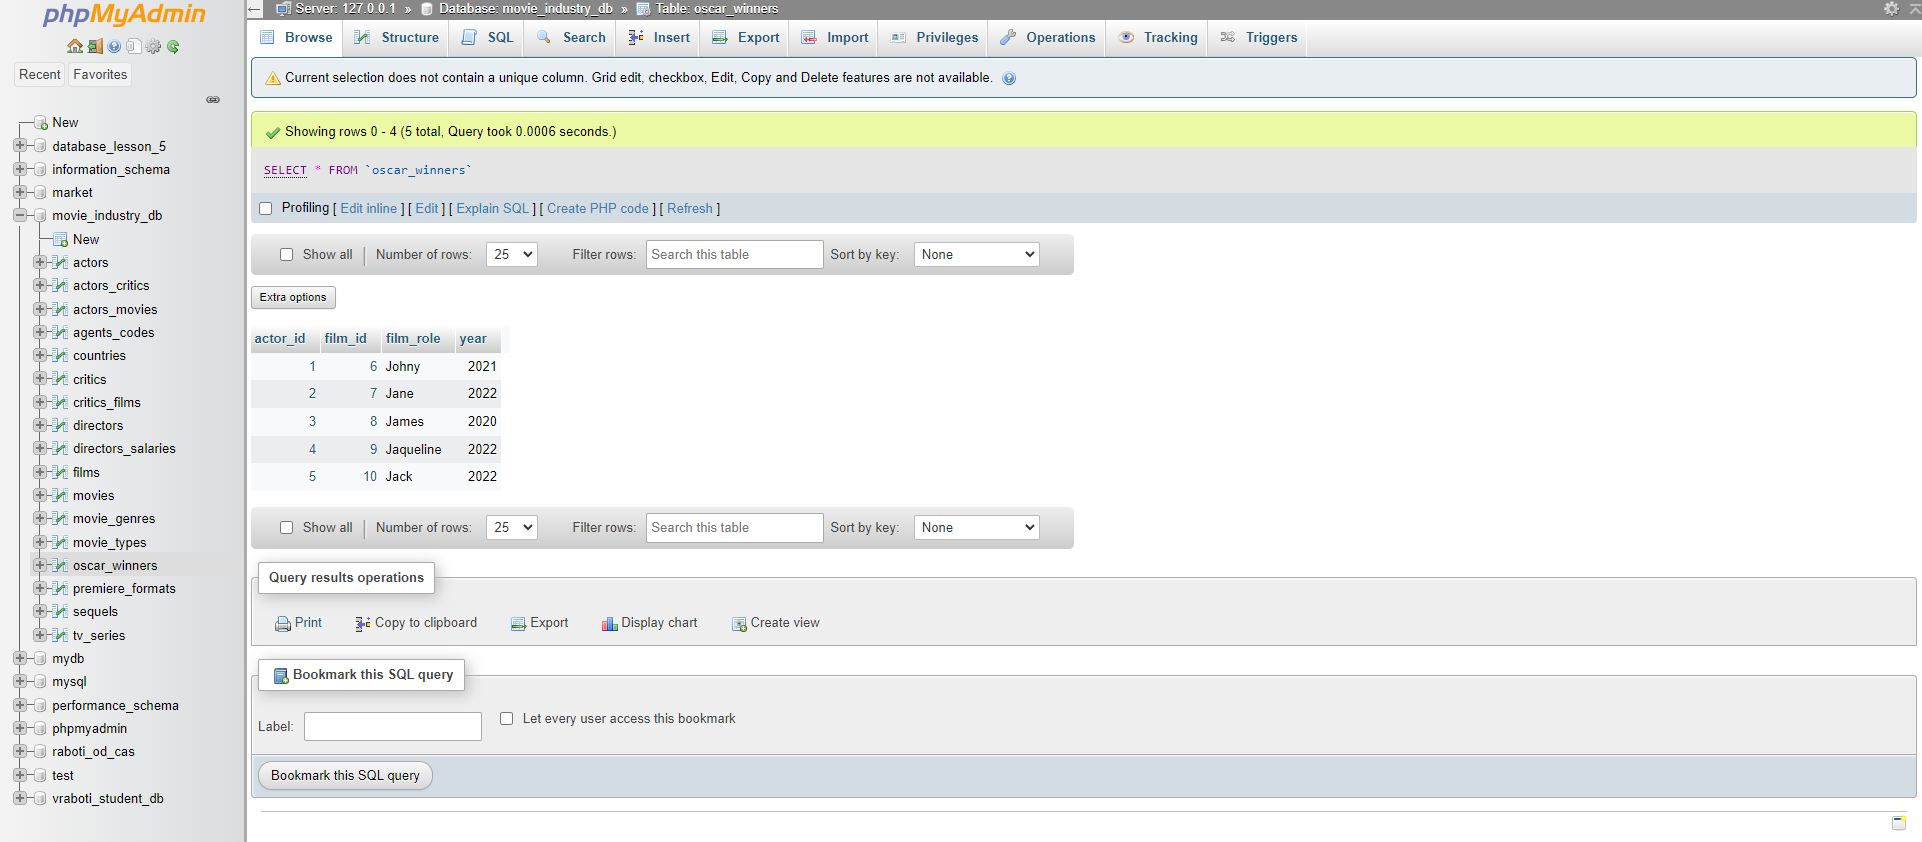 phpMyAdmin
Recent Favorites
New
database_lesson_5
information_schema
market
movie_industry_db
New
actors
actors_critics
actors_movies
agents_codes
countries
critics
critics_films
directors
directors_salaries
films
movies
movie_genres
movie_types
oscar_winners
premiere_formats
sequels
tv_series
mydb
mysql
performance_schema
phpmyadmin
raboti_od_cas
test
vraboti_student_db
Server: 127.0.0.1 » Database: movie_industry_db » Table: oscar_winners
Browse Structure SQL Search Insert Export Import Privileges Operations Tracking Triggers
Current selection does not contain a unique column. Grid edit, checkbox, Edit, Copy and Delete features are not available.
Showing rows 0 - 4 (5 total, Query took 0.0006 seconds.)
SELECT * FROM `oscar_winners`
Profiling [ Edit inline ] [ Edit ] [ Explain SQL ] [ Create PHP code ] [ Refresh ]
Show all Number of rows: 25 Filter rows: Search this table Sort by key: None
Extra options
actor_id film_id film_role year
1 6 Johny 2021
2 7 Jane 2022
3 8 James 2020
4 9 Jaqueline 2022
5 10 Jack 2022
Show all Number of rows: 25 Filter rows: Search this table Sort by key: None
Query results operations
Print Copy to clipboard Export Display chart Create view
Bookmark this SQL query
Label: Let every user access this bookmark
Bookmark this SQL query